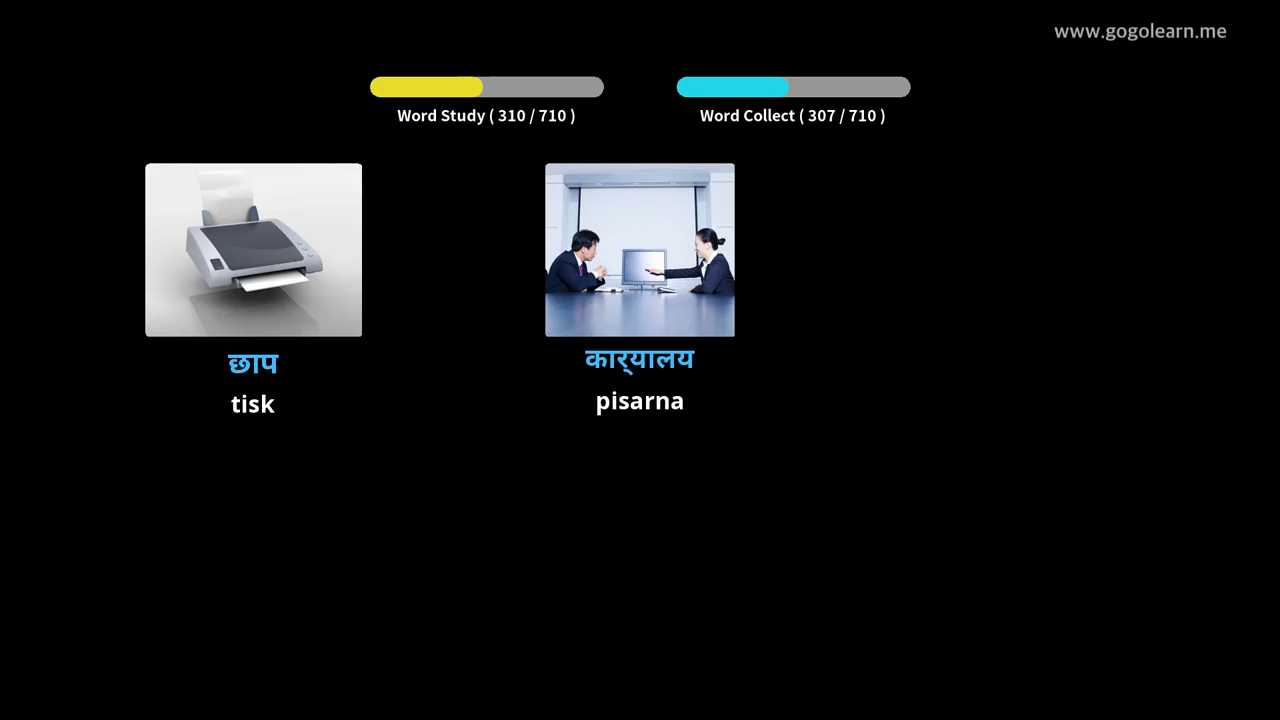 www.gogolearn.me
Word Study ( 310 / 710 )
Word Collect ( 307 / 710 )
छाप
tisk
कार्यालय
pisarna